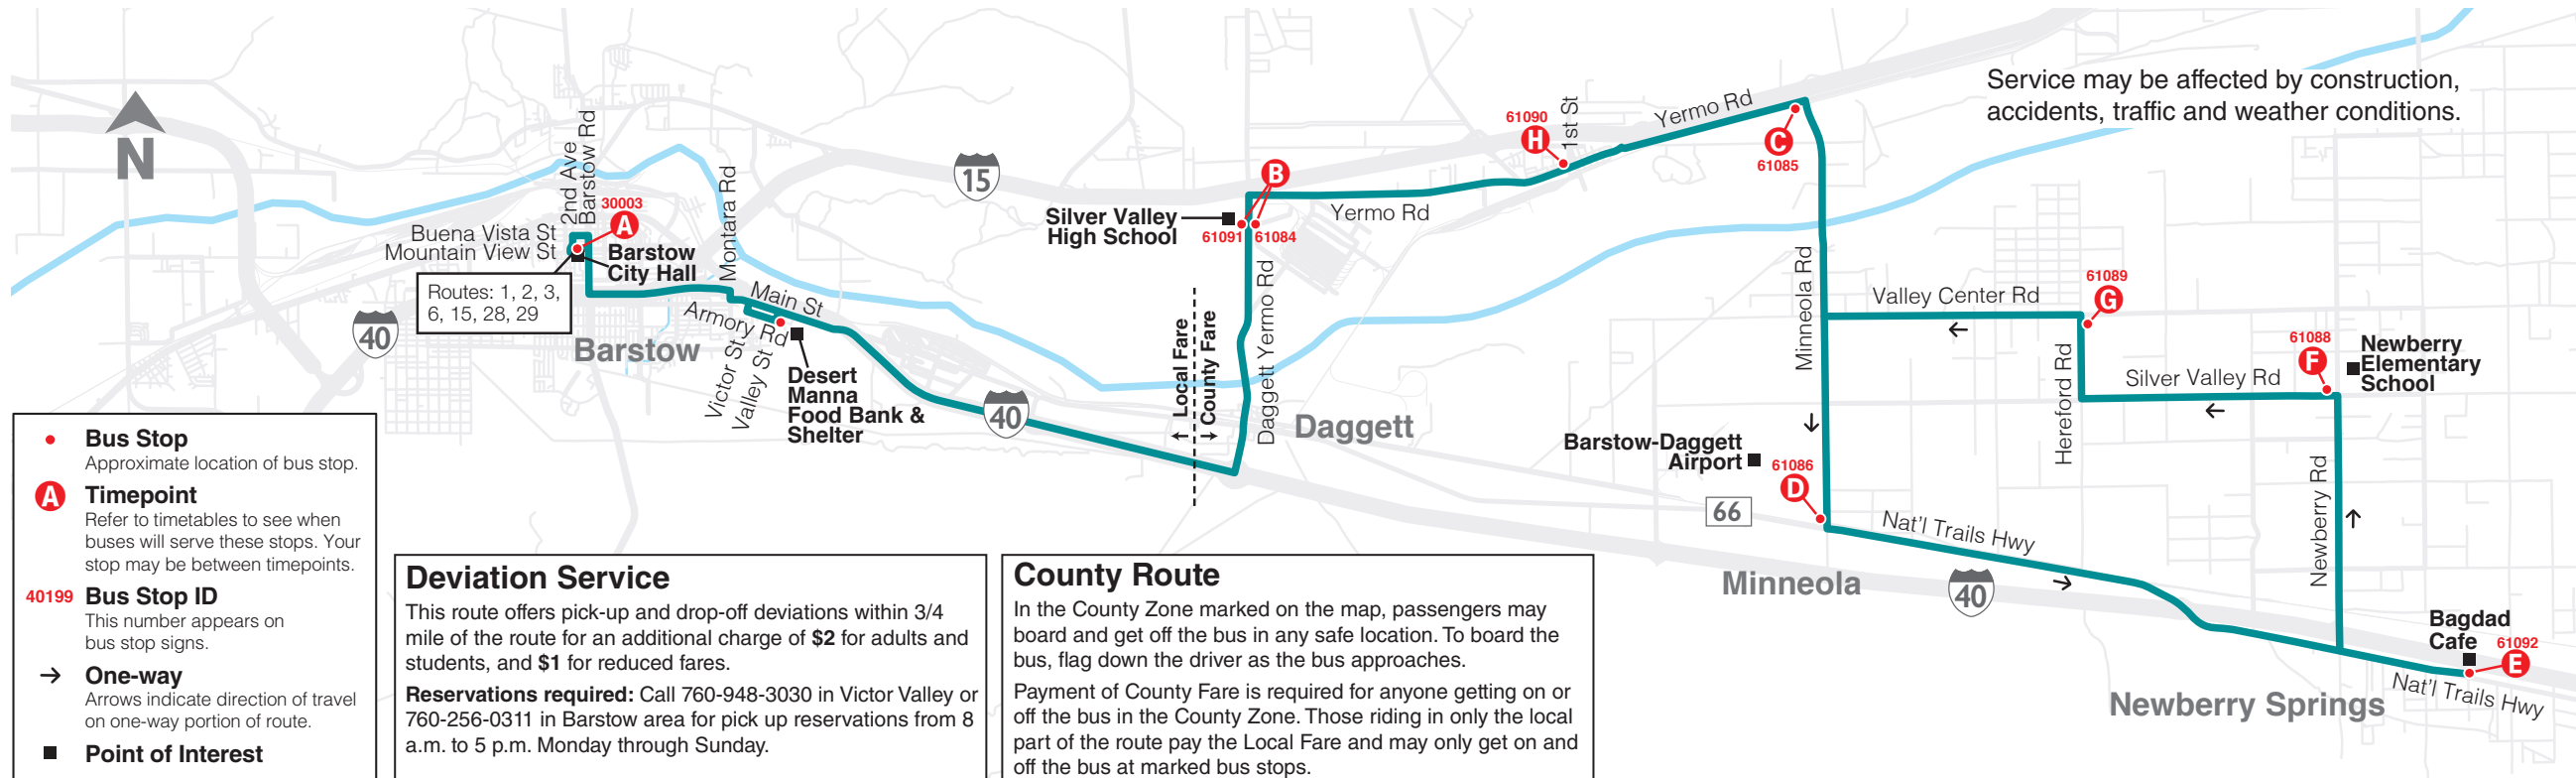 Service may be affected by construction,
accidents, traffic and weather conditions.
N
2nd Ave
Barstow Rd
30003
A
Buena Vista St
Mountain View St
Barstow
City Hall
Routes: 1, 2, 3,
6, 15, 28, 29
40
Barstow
Montara Rd
Main St
Armory Rd
Victor St
Valley St
Desert
Manna
Food Bank &
Shelter
15
40
Local Fare
County Fare
Silver Valley
High School
B
61091
61084
Yermo Rd
Daggett Yermo Rd
Daggett
61090
H
1st St
Yermo Rd
C
61085
Minneola Rd
Valley Center Rd
61089
G
Hereford Rd
Silver Valley Rd
61088
F
Newberry
Elementary
School
Barstow-Daggett
Airport
61086
D
66
Nat'l Trails Hwy
Minneola
40
Newberry Rd
Bagdad
Cafe
61092
E
Nat'l Trails Hwy
Newberry Springs
Bus Stop
Approximate location of bus stop.
A
Timepoint
Refer to timetables to see when
buses will serve these stops. Your
stop may be between timepoints.
40199
Bus Stop ID
This number appears on
bus stop signs.
One-way
Arrows indicate direction of travel
on one-way portion of route.
Point of Interest
Deviation Service
This route offers pick-up and drop-off deviations within 3/4
mile of the route for an additional charge of $2 for adults and
students, and $1 for reduced fares.
Reservations required: Call 760-948-3030 in Victor Valley or
760-256-0311 in Barstow area for pick up reservations from 8
a.m. to 5 p.m. Monday through Sunday.
County Route
In the County Zone marked on the map, passengers may
board and get off the bus in any safe location. To board the
bus, flag down the driver as the bus approaches.
Payment of County Fare is required for anyone getting on or
off the bus in the County Zone. Those riding in only the local
part of the route pay the Local Fare and may only get on and
off the bus at marked bus stops.